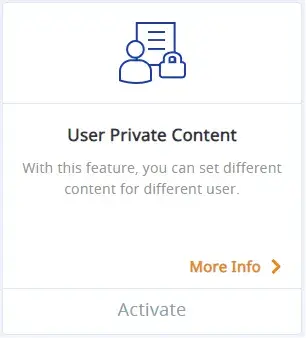 User Private Content
With this feature, you can set different
content for different user.
More Info
Activate